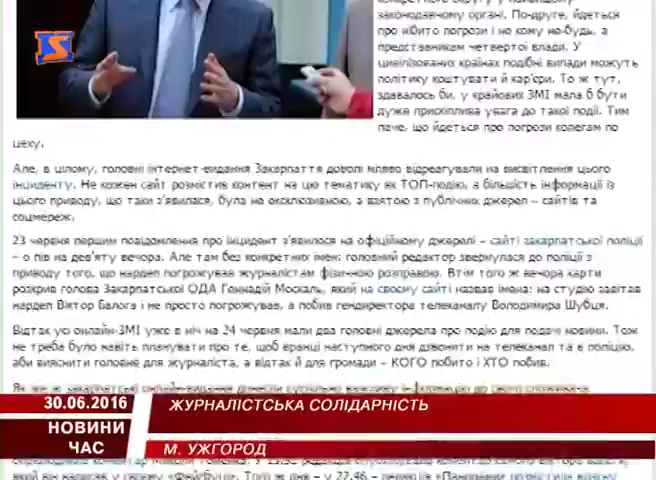 законодавчому органі. По-друге, йдеться
про нібито погрози і не кому не-будь, а
представникам четвертої влади. У
цивілізованих країнах подібні випади можуть
політику коштувати й кар'єри. То ж тут,
здавалось би, у крайових ЗМІ мала б бути
дуже прискіплива увага до такої події. Тим
паче, що йдеться про погрози колегам по
цеху.
Але, в цілому, головні інтернет-видання Закарпаття доволі мляво відреагували на висвітлення цього
інциденту. Не кожен сайт розмістив контент на цю тематику як ТОП-подію, а більшість інформації із
цього приводу, що таки з'явилася, була не ексклюзивною, а взятою з публічних джерел – сайтів та
соцмереж.
23 червня першим повідомлення про інцидент з'явилося на офіційному джерелі – сайті закарпатської поліції
– о пів на дев'яту вечора. Але там без конкретних імен: головний редактор звернулася до поліції з
приводу того, що нардеп погрожував журналістам фізичною розправою. Втім того ж вечора карти
розкрив голова Закарпатської ОДА Геннадій Москаль, який на своєму сайті назвав імена: на студію завітав
нардеп Віктор Балога і не просто погрожував, а побив гендиректора телеканалу Володимира Шубця.
Відтак усі онлайн-ЗМІ уже в ніч на 24 червня мали два головні джерела про подію для подачі новини. Тож
не треба було навіть планувати про те, щоб вранці наступного дня дзвонити на телеканал та в поліцію,
аби вияснити головне для журналіста, а відтак й для громади – КОГО побито і ХТО побив.
30.06.2016
ЖУРНАЛІСТСЬКА СОЛІДАРНІСТЬ
НОВИНИ
ЧАС
М. УЖГОРОД